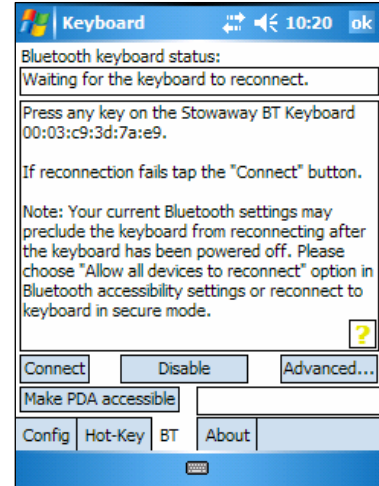 Keyboard 10:20 ok
Bluetooth keyboard status:
Waiting for the keyboard to reconnect.
Press any key on the Stowaway BT Keyboard
00:03:c9:3d:7a:e9.
If reconnection fails tap the "Connect" button.
Note: Your current Bluetooth settings may
preclude the keyboard from reconnecting after
the keyboard has been powered off. Please
choose "Allow all devices to reconnect" option in
Bluetooth accessibility settings or reconnect to
keyboard in secure mode.
?
Connect Disable Advanced...
Make PDA accessible
Config Hot-Key BT About